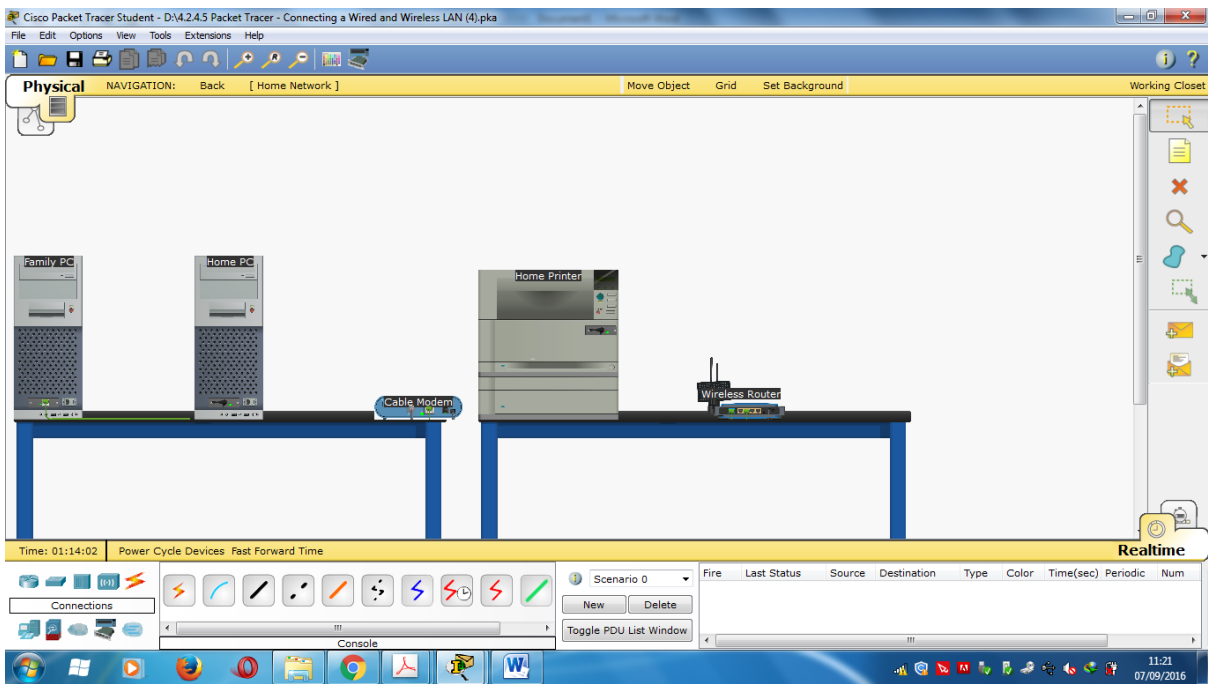 Cisco Packet Tracer Student - D:\4.2.4.5 Packet Tracer - Connecting a Wired and Wireless LAN (4).pka
File Edit Options View Tools Extensions Help
Physical NAVIGATION: Back [ Home Network ] Move Object Grid Set Background Working Closet
Family PC
Home PC
Home Printer
Cable Modem
Wireless Router
Time: 01:14:02 Power Cycle Devices Fast Forward Time Realtime
Connections
Console
Scenario 0
New Delete
Toggle PDU List Window
Fire Last Status Source Destination Type Color Time(sec) Periodic Num
11:21
07/09/2016